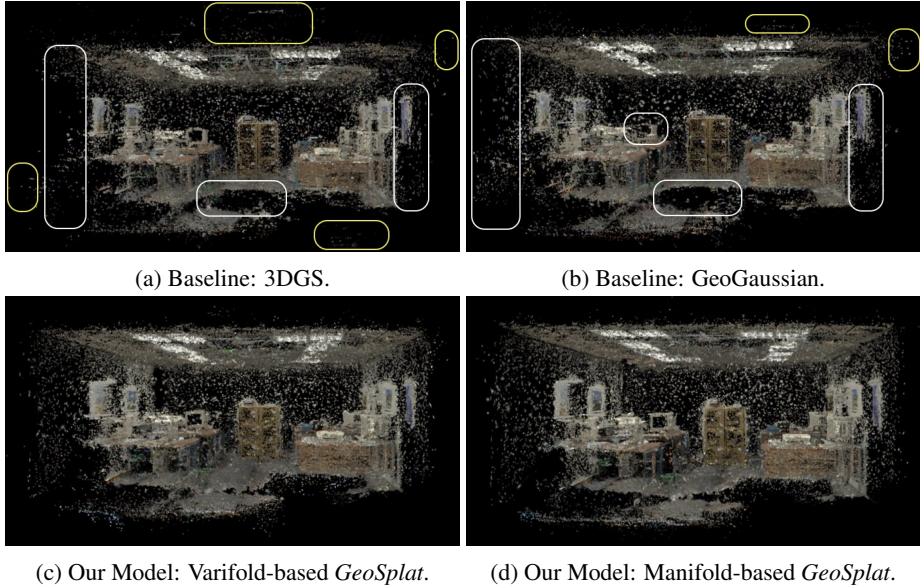 (a) Baseline: 3DGS.
(b) Baseline: GeoGaussian.
(c) Our Model: Varifold-based GeoSplat.
(d) Our Model: Manifold-based GeoSplat.